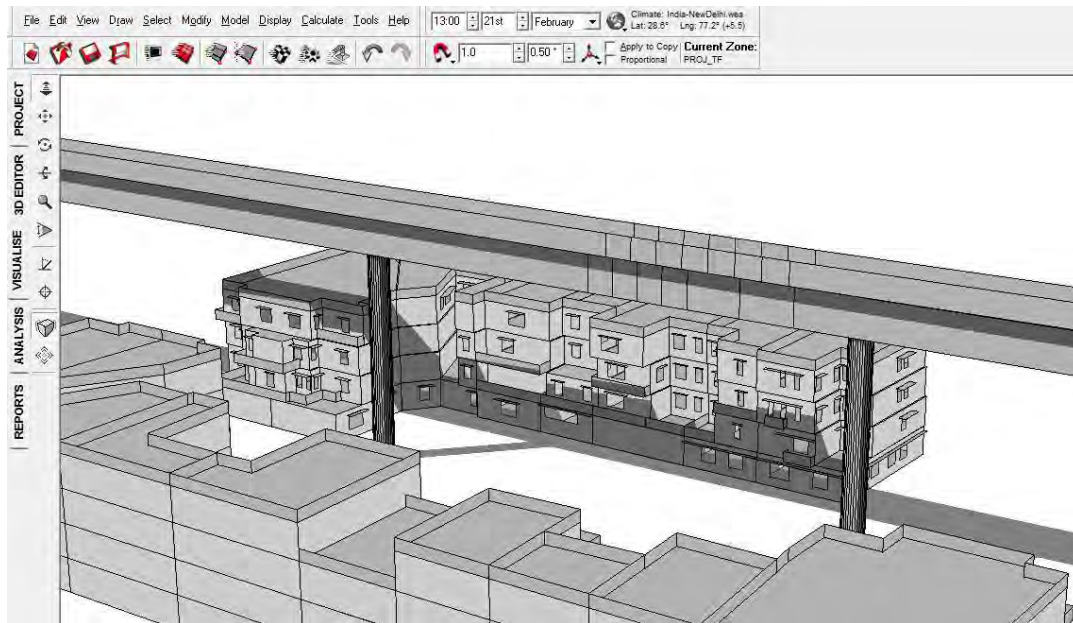 File Edit View Draw Select Modify Model Display Calculate Tools Help
13:00 21st February
Climate: India-NewDelhi.wea
Lat: 28.6° Lng: 77.2° (+5.5)
1.0 0.50°
Apply to Copy
Proportional
Current Zone:
PROJ_TF
PROJECT
3D EDITOR
VISUALISE
ANALYSIS
REPORTS